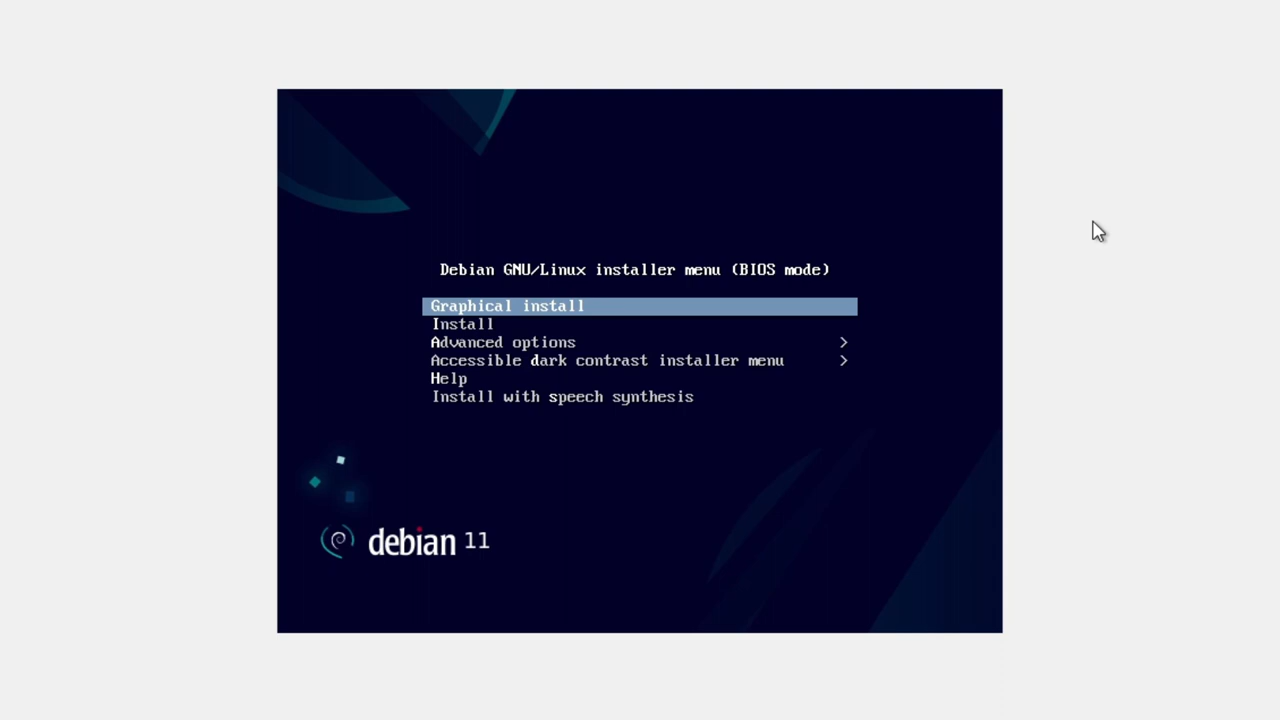 Debian GNU/Linux installer menu (BIOS mode)
Graphical install
Install
Advanced options >
Accessible dark contrast installer menu >
Help
Install with speech synthesis
debian 11